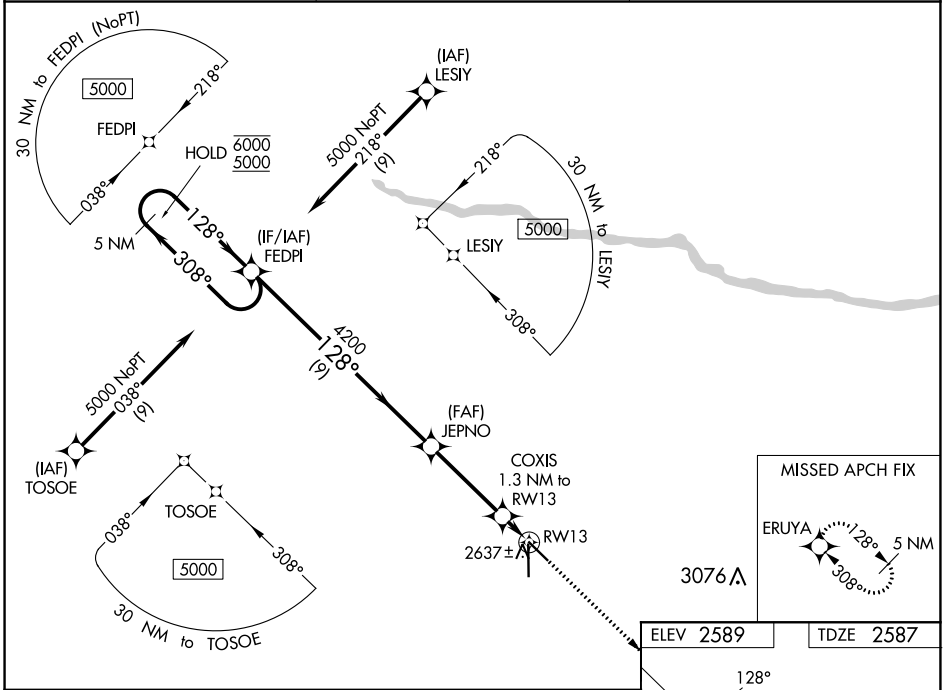 30 NM to FEDPI (NoPT)
5000
218°
FEDPI
038°
HOLD
6000
5000
128°
308°
5 NM
(IF/IAF)
FEDPI
(IAF)
LESIY
5000 NoPT
218°
(9)
218°
30 NM to LESIY
5000
LESIY
308°
4200
128°
(9)
5000 NoPT
038°
(9)
(IAF)
TOSOE
038°
TOSOE
308°
5000
30 NM to TOSOE
(FAF)
JEPNO
COXIS
1.3 NM to
RW13
RW13
2637±
3076
MISSED APCH FIX
ERUYA
128°
308°
5 NM
ELEV 2589
TDZE 2587
128°